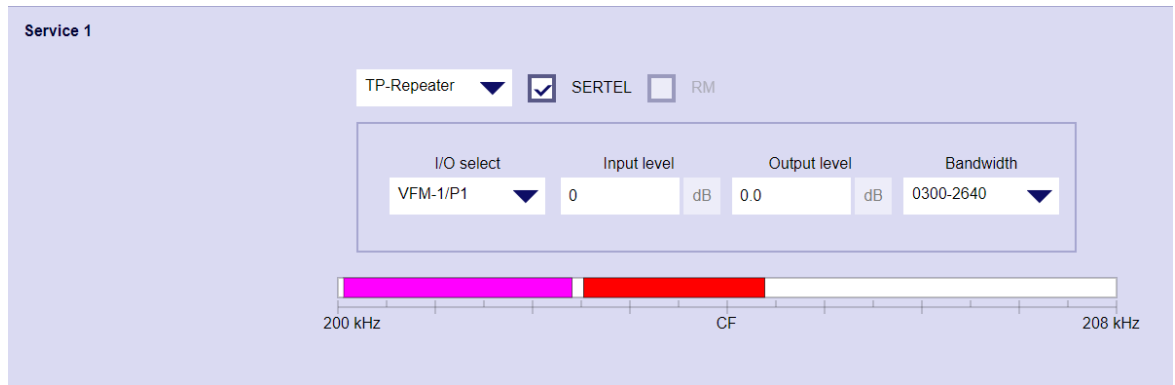 Service 1
TP-Repeater SERTEL RM
I/O select Input level Output level Bandwidth
VFM-1/P1 0 dB 0.0 dB 0300-2640
200 kHz CF 208 kHz